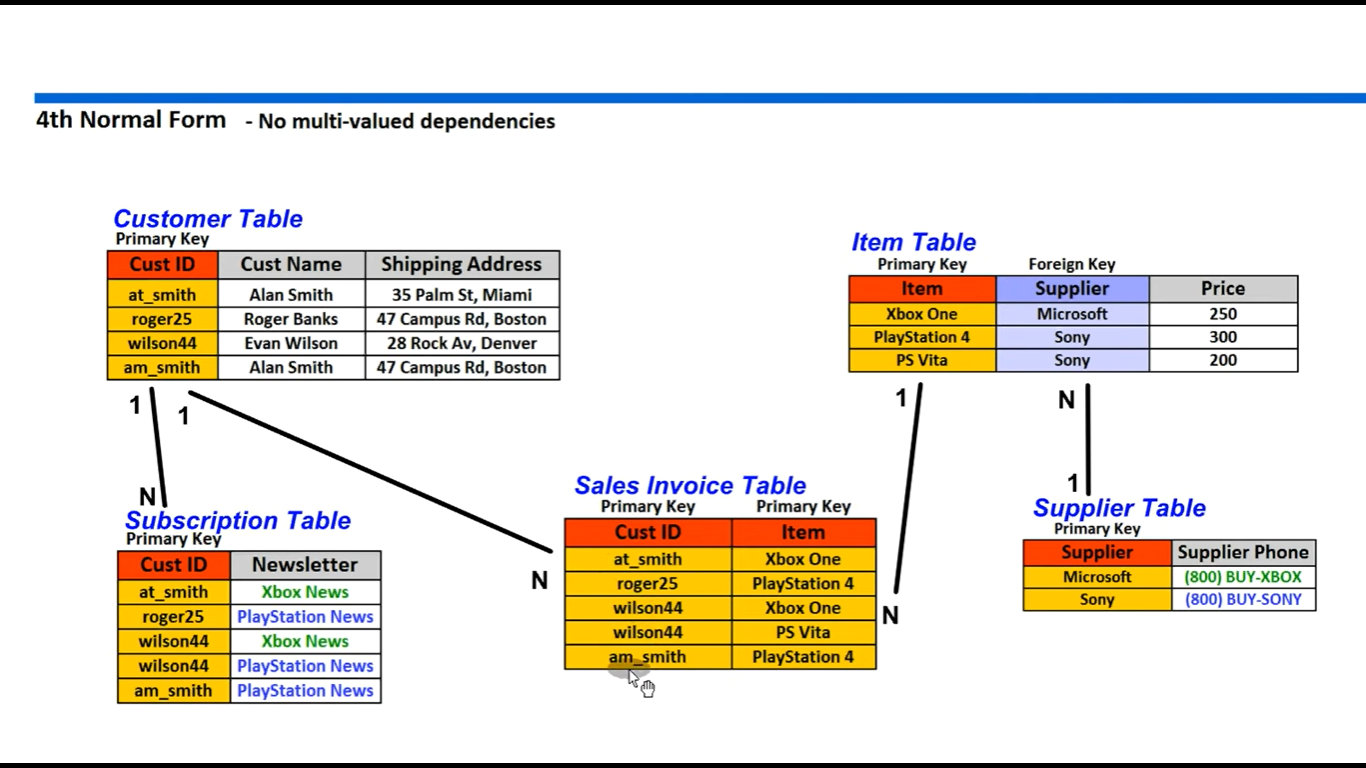 4th Normal Form - No multi-valued dependencies
Customer Table
Primary Key
Cust ID Cust Name Shipping Address
at_smith Alan Smith 35 Palm St, Miami
roger25 Roger Banks 47 Campus Rd, Boston
wilson44 Evan Wilson 28 Rock Av, Denver
am_smith Alan Smith 47 Campus Rd, Boston
Item Table
Primary Key Foreign Key
Item Supplier Price
Xbox One Microsoft 250
PlayStation 4 Sony 300
PS Vita Sony 200
1 1
N
N
1
N
N
1
Subscription Table
Primary Key
Cust ID Newsletter
at_smith Xbox News
roger25 PlayStation News
wilson44 Xbox News
wilson44 PlayStation News
am_smith PlayStation News
Sales Invoice Table
Primary Key Primary Key
Cust ID Item
at_smith Xbox One
roger25 PlayStation 4
wilson44 Xbox One
wilson44 PS Vita
am_smith PlayStation 4
Supplier Table
Primary Key
Supplier Supplier Phone
Microsoft (800) BUY-XBOX
Sony (800) BUY-SONY